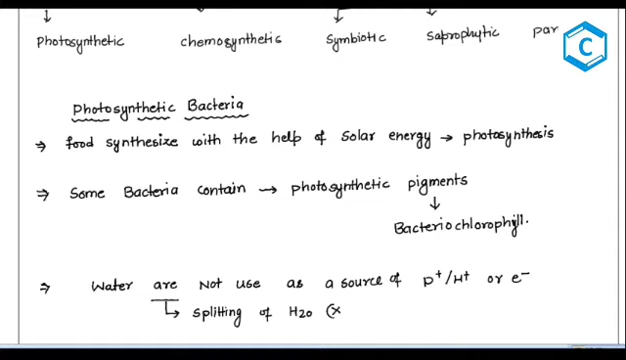 Photosynthetic chemosynthetic Symbiotic Saprophytic par
C
Photosynthetic Bacteria
⇒ food synthesize with the help of Solar energy → photosynthesis
⇒ Some Bacteria contain → photosynthetic pigments
↓
Bacteriochlorophyll.
⇒ Water are Not use as a source of P+/H+ or e-
↳ splitting of H2O (x